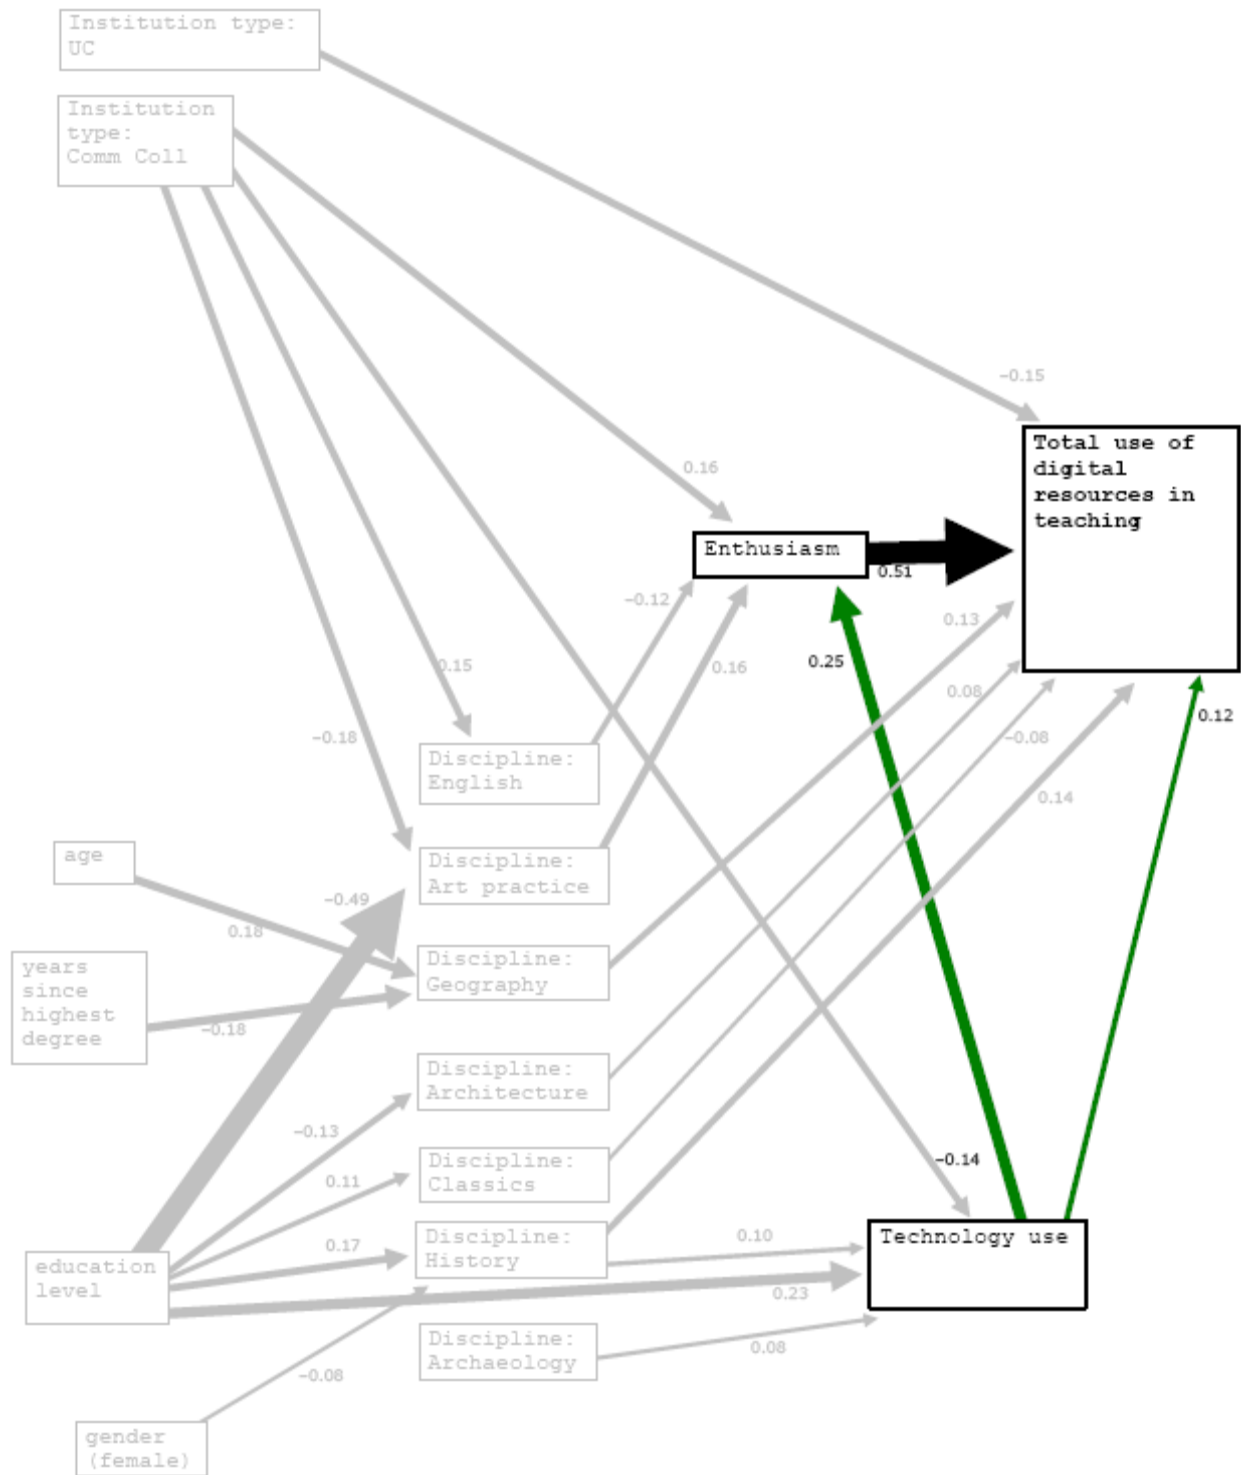 Institution type:
UC
Institution
type:
Comm Coll
-0.15
Total use of
digital
resources in
teaching
0.16
Enthusiasm
0.51
-0.12
0.13
0.15
0.16
0.25
0.08
-0.18
-0.08
0.12
Discipline:
English
0.14
age
Discipline:
Art practice
-0.49
0.18
years
since
highest
degree
Discipline:
Geography
-0.18
Discipline:
Architecture
-0.13
Discipline:
Classics
-0.14
0.11
Discipline:
History
0.17
0.10
Technology use
education
level
0.23
Discipline:
Archaeology
0.08
-0.08
gender
(female)